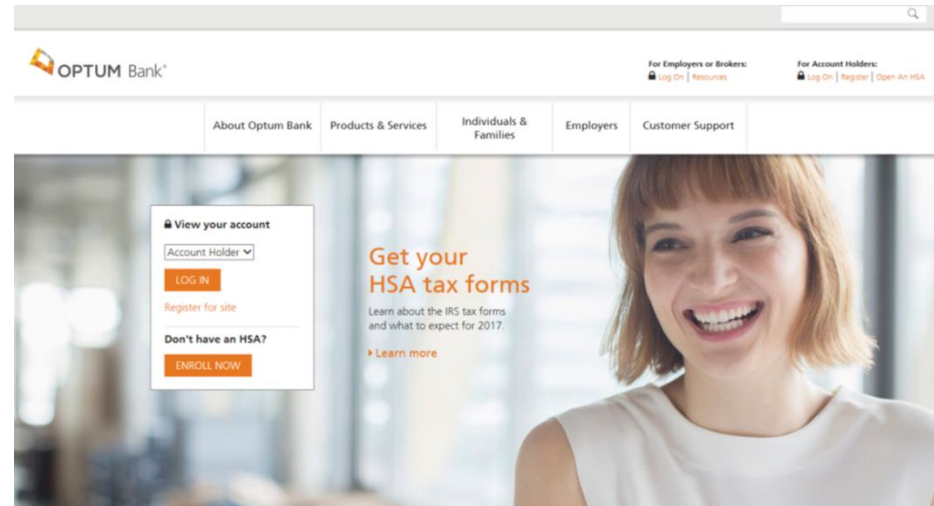 OPTUM Bank®
For Employers or Brokers:
Log On | Resources
For Account Holders:
Log On | Register | Open An HSA
About Optum Bank
Products & Services
Individuals &
Families
Employers
Customer Support
View your account
Account Holder
LOG IN
Register for site
Don't have an HSA?
ENROLL NOW
Get your
HSA tax forms
Learn about the IRS tax forms
and what to expect for 2017.
Learn more